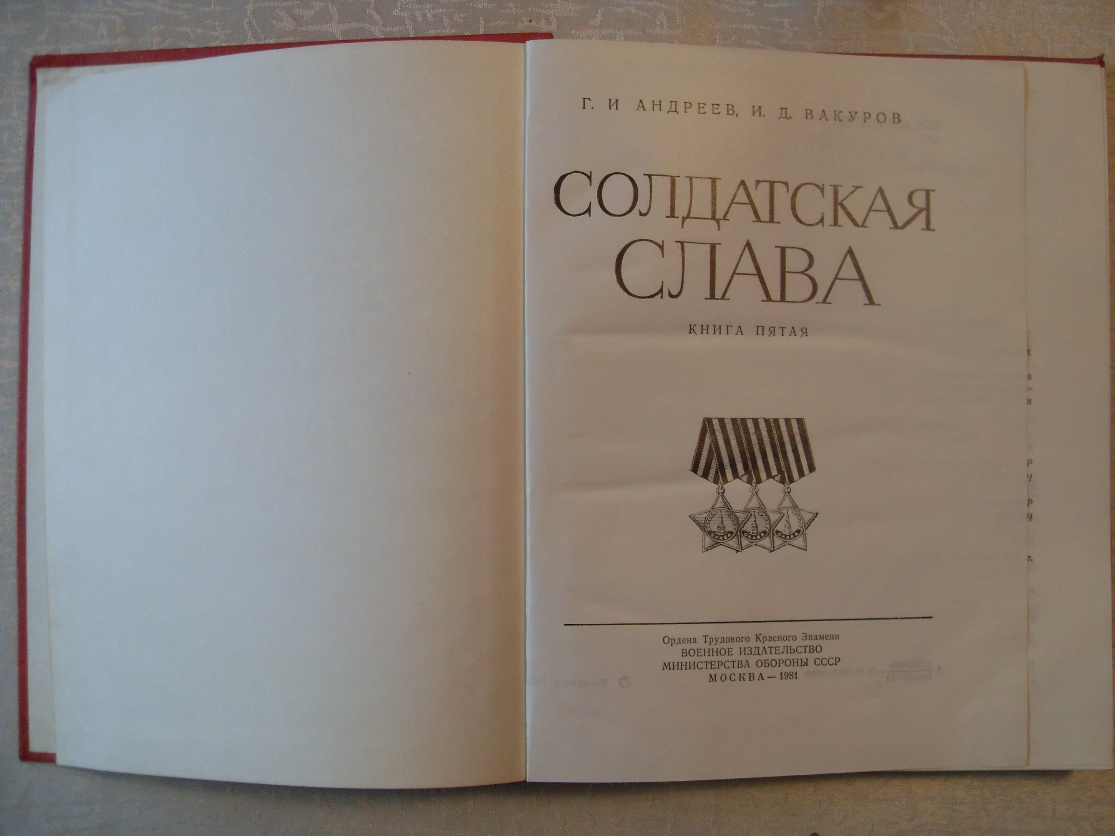 Г. И АНДРЕЕВ, И. Д. ВАКУРОВ
СОЛДАТСКАЯ
СЛАВА
КНИГА ПЯТАЯ
Ордена Трудового Красного Знамени
ВОЕННОЕ ИЗДАТЕЛЬСТВО
МИНИСТЕРСТВА ОБОРОНЫ СССР
МОСКВА — 1981